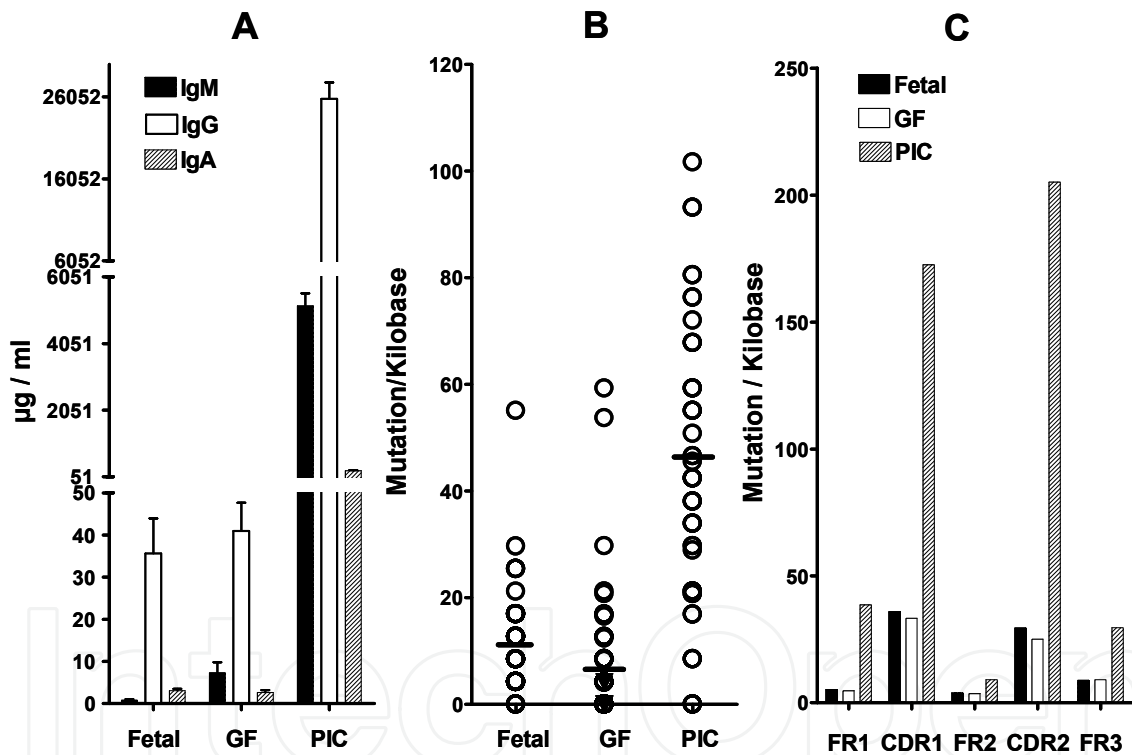 A
IgM
IgG
IgA
26052
16052
6052
6051
4051
2051
51
50
40
30
20
10
0
µg / ml
Fetal GF PIC
B
120
100
80
60
40
20
0
Mutation/Kilobase
Fetal GF PIC
C
Fetal
GF
PIC
250
200
150
100
50
0
Mutation / Kilobase
FR1 CDR1 FR2 CDR2 FR3
IntechOpen